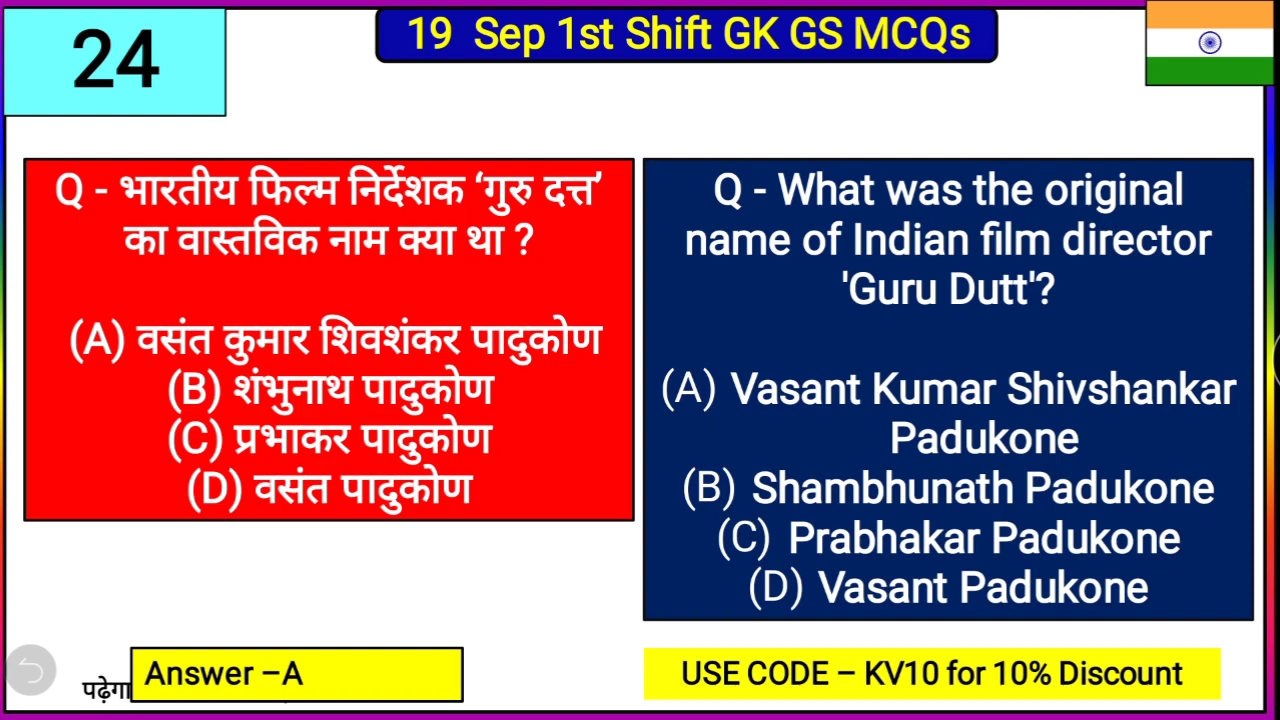 24
19 Sep 1st Shift GK GS MCQs
Q - भारतीय फिल्म निर्देशक ‘गुरु दत्त’
का वास्तविक नाम क्या था ?
(A) वसंत कुमार शिवशंकर पादुकोण
(B) शंभुनाथ पादुकोण
(C) प्रभाकर पादुकोण
(D) वसंत पादुकोण
Q - What was the original
name of Indian film director
'Guru Dutt'?
(A) Vasant Kumar Shivshankar
Padukone
(B) Shambhunath Padukone
(C) Prabhakar Padukone
(D) Vasant Padukone
पढ़ेगा
Answer –A
USE CODE – KV10 for 10% Discount